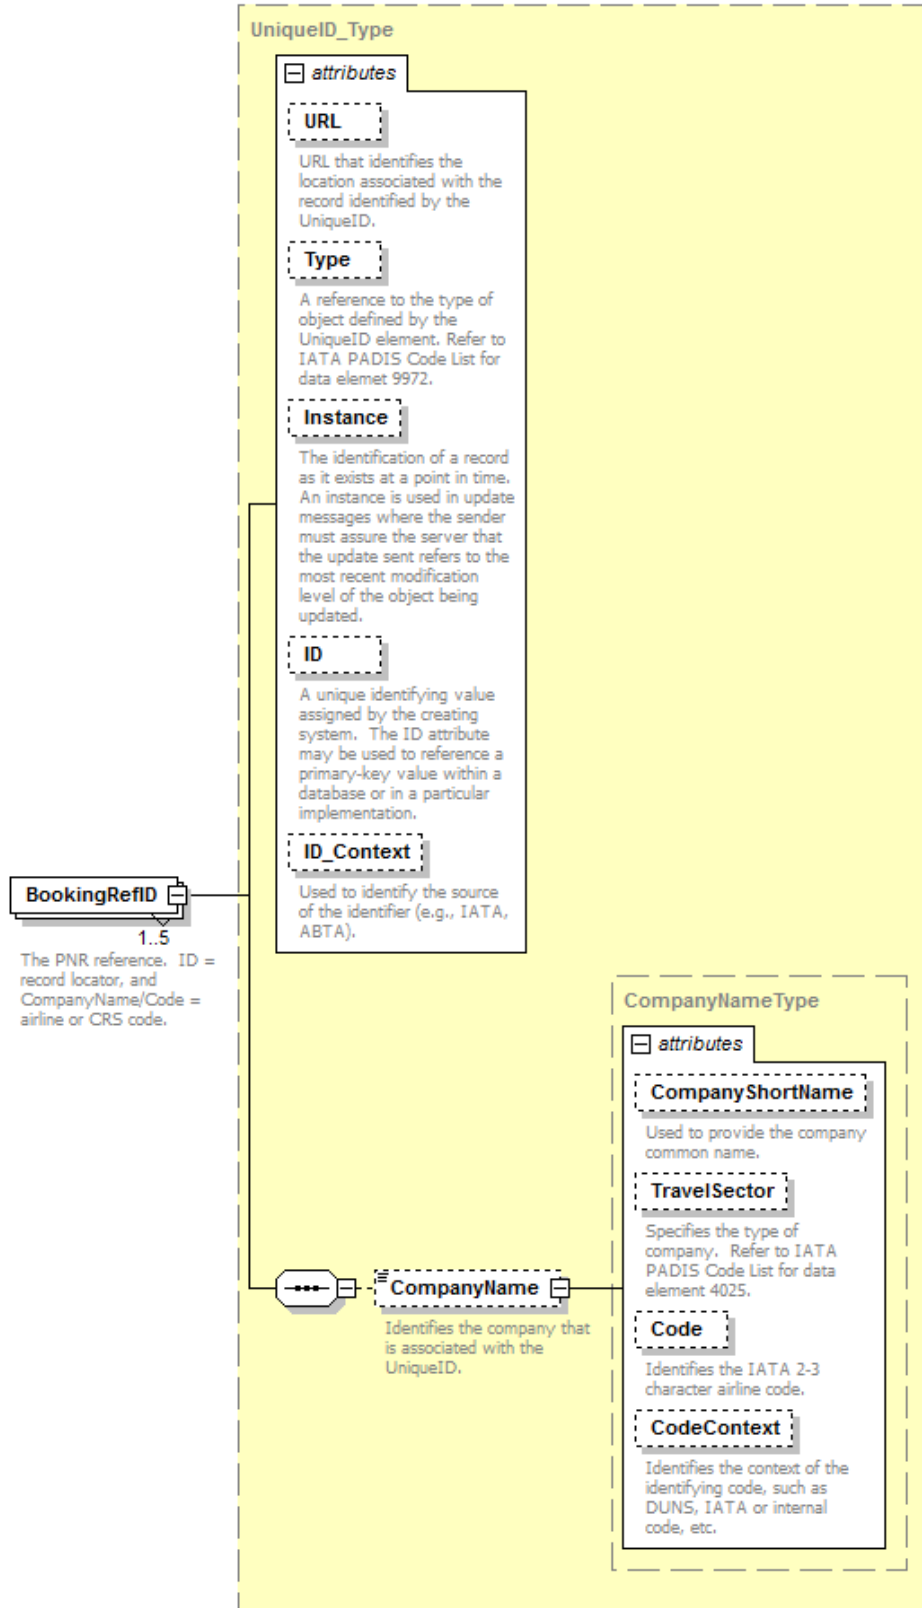 UniqueID_Type
attributes
URL
URL that identifies the
location associated with the
record identified by the
UniqueID.
Type
A reference to the type of
object defined by the
UniqueID element. Refer to
IATA PADIS Code List for
data elemet 9972.
Instance
The identification of a record
as it exists at a point in time.
An instance is used in update
messages where the sender
must assure the server that
the update sent refers to the
most recent modification
level of the object being
updated.
ID
A unique identifying value
assigned by the creating
system.  The ID attribute
may be used to reference a
primary-key value within a
database or in a particular
implementation.
ID_Context
Used to identify the source
of the identifier (e.g., IATA,
ABTA).
BookingRefID
1..5
The PNR reference.  ID =
record locator, and
CompanyName/Code =
airline or CRS code.
CompanyName
Identifies the company that
is associated with the
UniqueID.
CompanyNameType
attributes
CompanyShortName
Used to provide the company
common name.
TravelSector
Specifies the type of
company.  Refer to IATA
PADIS Code List for data
element 4025.
Code
Identifies the IATA 2-3
character airline code.
CodeContext
Identifies the context of the
identifying code, such as
DUNS, IATA or internal
code, etc.